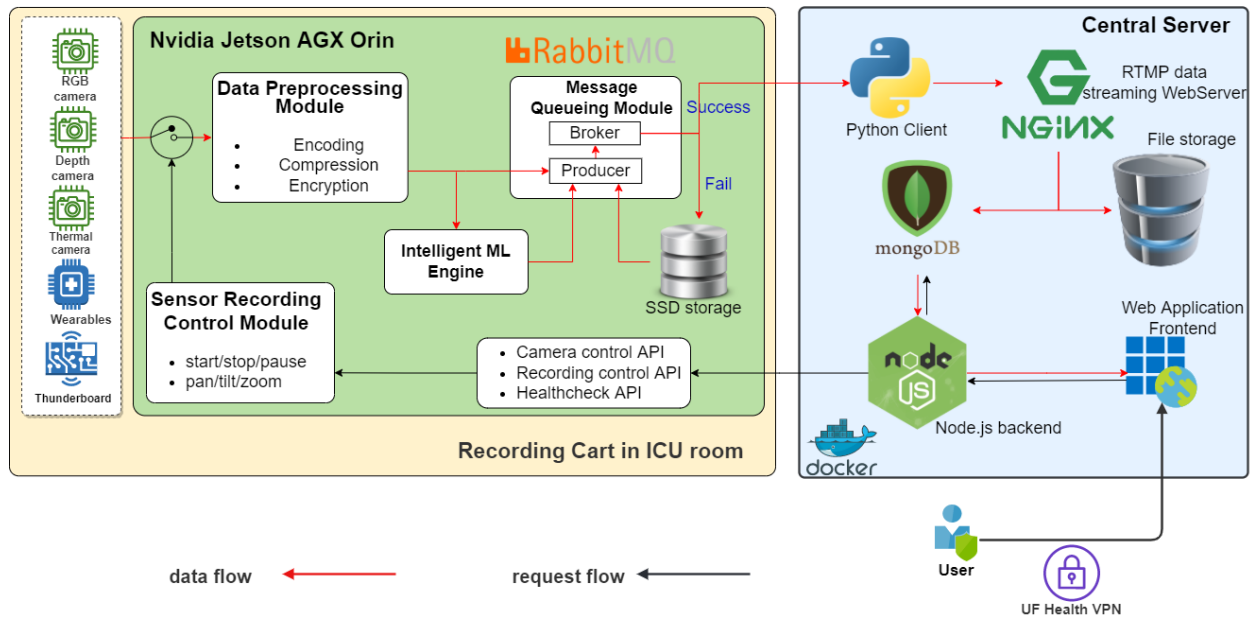 RGB
camera
Depth
camera
Thermal
camera
Wearables
Thunderboard
Nvidia Jetson AGX Orin
RabbitMQ
Data Preprocessing
Module
• Encoding
• Compression
• Encryption
Message
Queueing Module
Broker
Producer
Success
Fail
Intelligent ML
Engine
SSD storage
Sensor Recording
Control Module
• start/stop/pause
• pan/tilt/zoom
• Camera control API
• Recording control API
• Healthcheck API
Recording Cart in ICU room
Central Server
Python Client
NGiNX
RTMP data
streaming WebServer
File storage
mongoDB
Web Application
Frontend
node
JS
Node.js backend
docker
User
UF Health VPN
data flow
request flow